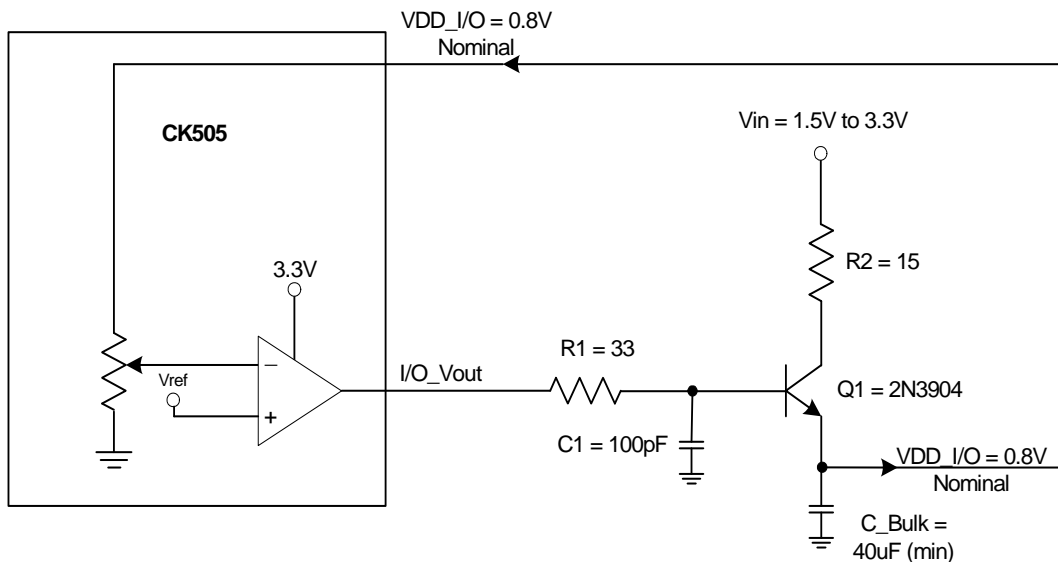 VDD_I/O = 0.8V
Nominal
CK505
Vin = 1.5V to 3.3V
R2 = 15
3.3V
R1 = 33
I/O_Vout
Vref
−
+
Q1 = 2N3904
C1 = 100pF
VDD_I/O = 0.8V
Nominal
C_Bulk =
40uF (min)